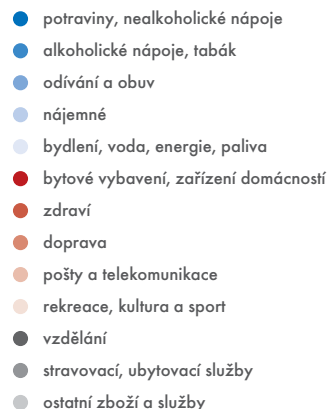 potraviny, nealkoholické nápoje
alkoholické nápoje, tabák
odívání a obuv
nájemné
bydlení, voda, energie, paliva
bytové vybavení, zařízení domácností
zdraví
doprava
pošty a telekomunikace
rekreace, kultura a sport
vzdělání
stravovací, ubytovací služby
ostatní zboží a služby